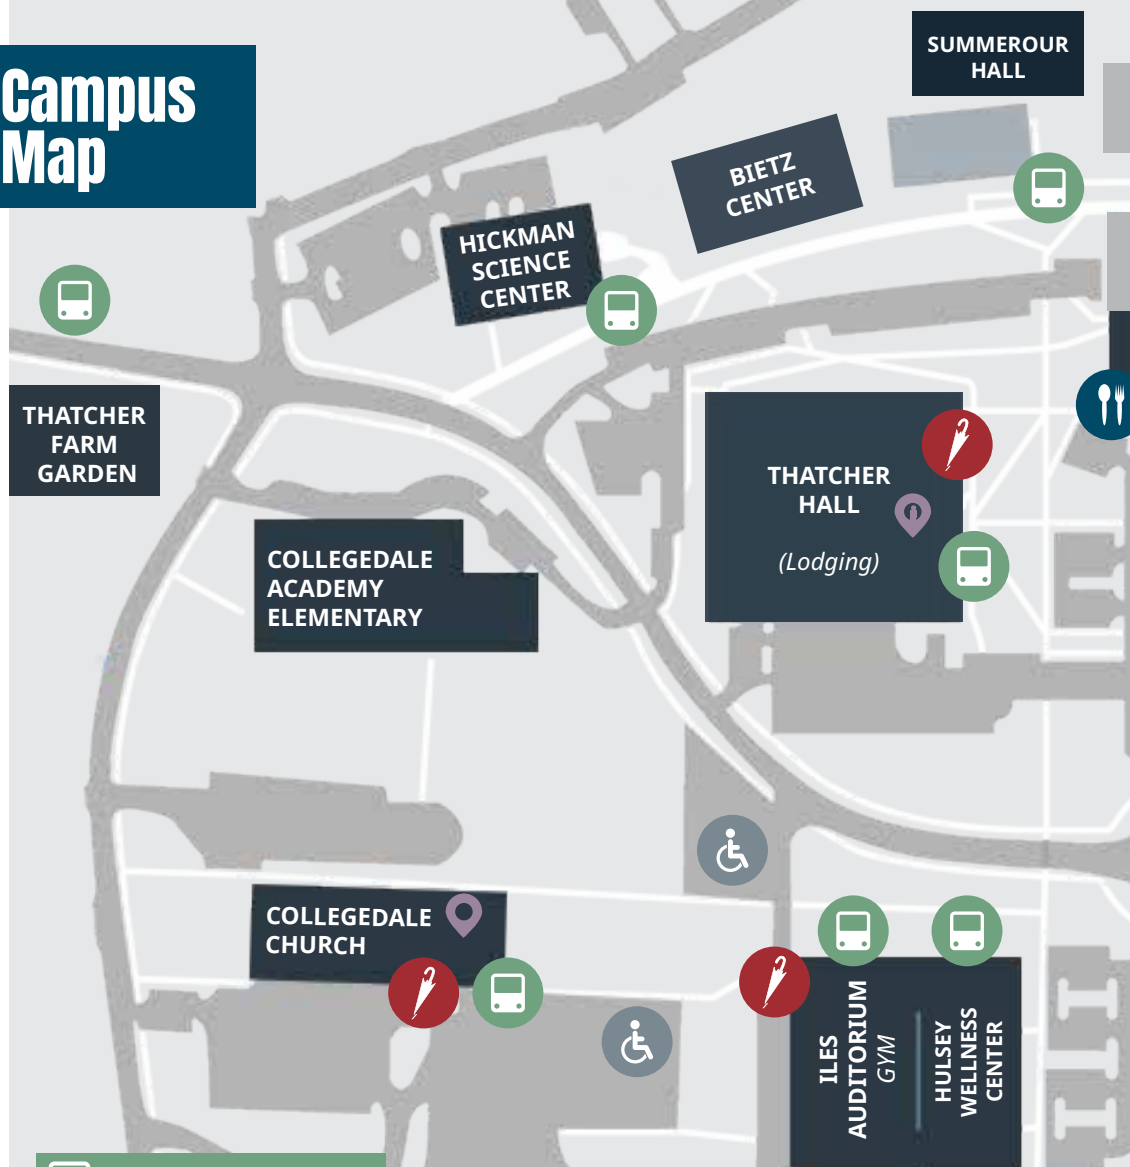 Campus
Map
SUMMEROUR
HALL
BIETZ
CENTER
HICKMAN
SCIENCE
CENTER
THATCHER
FARM
GARDEN
THATCHER
HALL
(Lodging)
COLLEGEDALE
ACADEMY
ELEMENTARY
COLLEGEDALE
CHURCH
ILES
AUDITORIUM
GYM
HULSEY
WELLNESS
CENTER